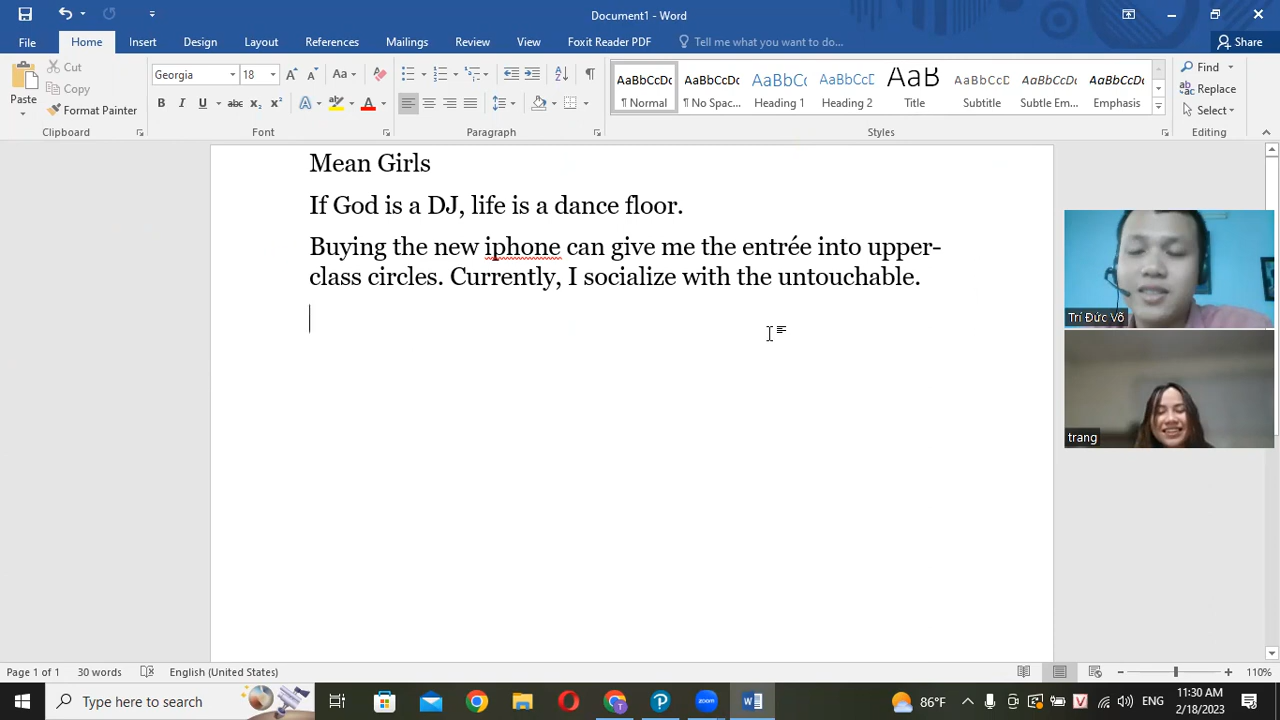 Document1 - Word
File Home Insert Design Layout References Mailings Review View Foxit Reader PDF Tell me what you want to do... Share
Paste
Cut
Copy
Format Painter
Clipboard
Georgia 18
Font
Paragraph
AaBbCcDc AaBbCcDc AaBbCc AaBbCcD AaB AaBbCcD AaBbCcDc AaBbCcDc
¶ Normal ¶ No Spac... Heading 1 Heading 2 Title Subtitle Subtle Em... Emphasis
Styles
Find
Replace
Select
Editing
Mean Girls
If God is a DJ, life is a dance floor.
Buying the new iphone can give me the entrée into upper-
class circles. Currently, I socialize with the untouchable.
Trí Đức Võ
trang
Page 1 of 1 30 words English (United States) 110%
Type here to search
zoom
86°F ENG
11:30 AM
2/18/2023